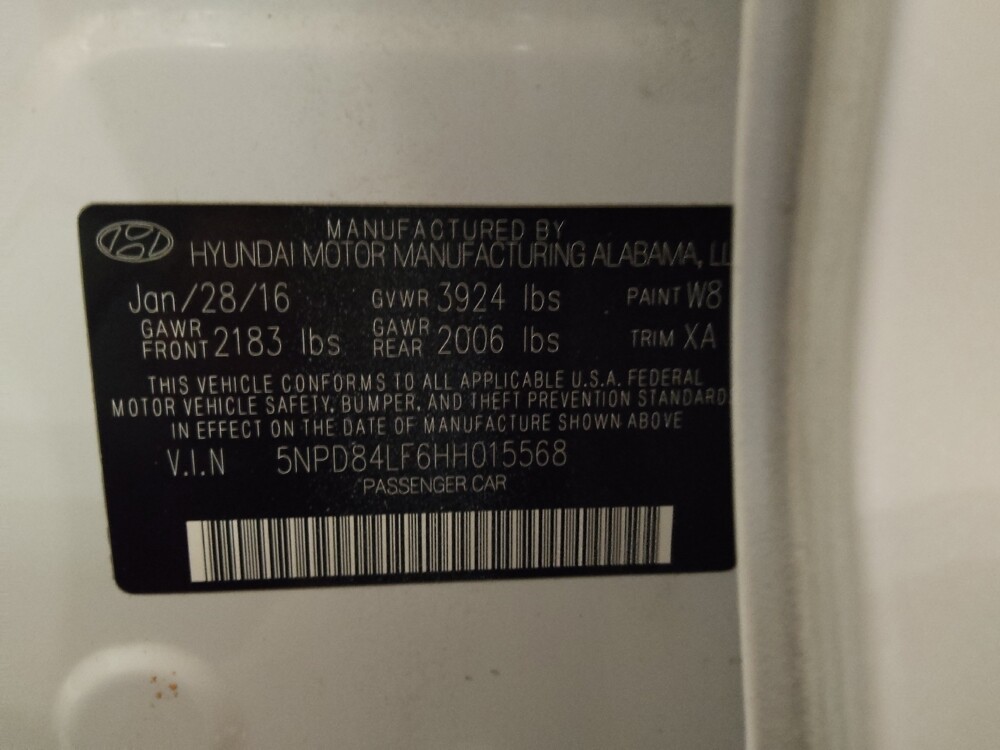 MANUFACTURED BY
HYUNDAI MOTOR MANUFACTURING ALABAMA, LL
Jan/28/16 GVWR 3924 lbs PAINT W8
GAWR FRONT 2183 lbs GAWR REAR 2006 lbs TRIM XA
THIS VEHICLE CONFORMS TO ALL APPLICABLE U.S.A. FEDERAL
MOTOR VEHICLE SAFETY, BUMPER, AND THEFT PREVENTION STANDARD
IN EFFECT ON THE DATE OF MANUFACTURE SHOWN ABOVE
V.I.N 5NPD84LF6HH015568
PASSENGER CAR